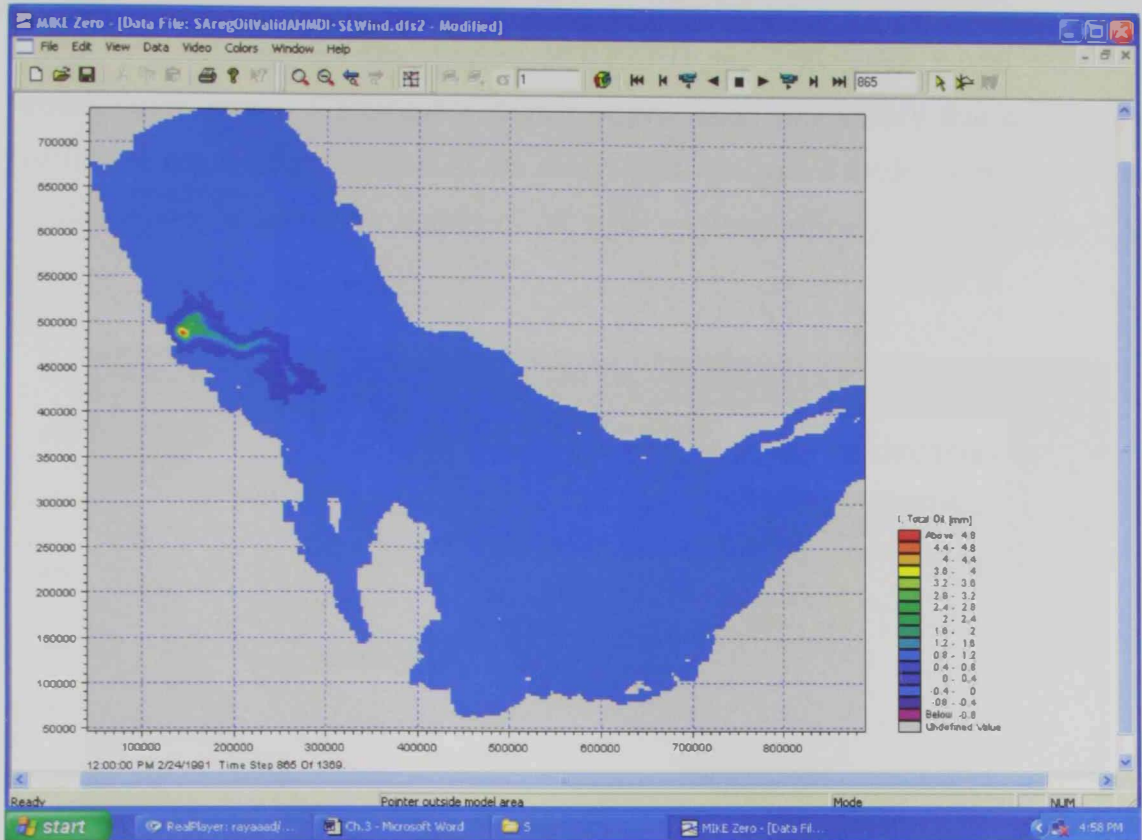 MIKE Zero - [Data File: SAregOilValidAHMDI-SEWind.dfs2 - Modified]
File Edit View Data Video Colors Window Help
1
865
700000
650000
600000
550000
500000
450000
400000
350000
300000
250000
200000
150000
100000
50000
100000 200000 300000 400000 500000 600000 700000 800000
12:00:00 PM 2/24/1991 Time Step 865 Of 1369.
1, Total Oil [mm]
Above 4.8
4.4 - 4.8
4 - 4.4
3.6 - 4
3.2 - 3.6
2.8 - 3.2
2.4 - 2.8
2 - 2.4
1.6 - 2
1.2 - 1.6
0.8 - 1.2
0.4 - 0.8
0 - 0.4
-0.4 - 0
-0.8 - -0.4
Below -0.8
Undefined Value
Ready Pointer outside model area Mode NUM
start RealPlayer: rayaaad/... Ch.3 - Microsoft Word S MIKE Zero - [Data Fil... 4:58 PM